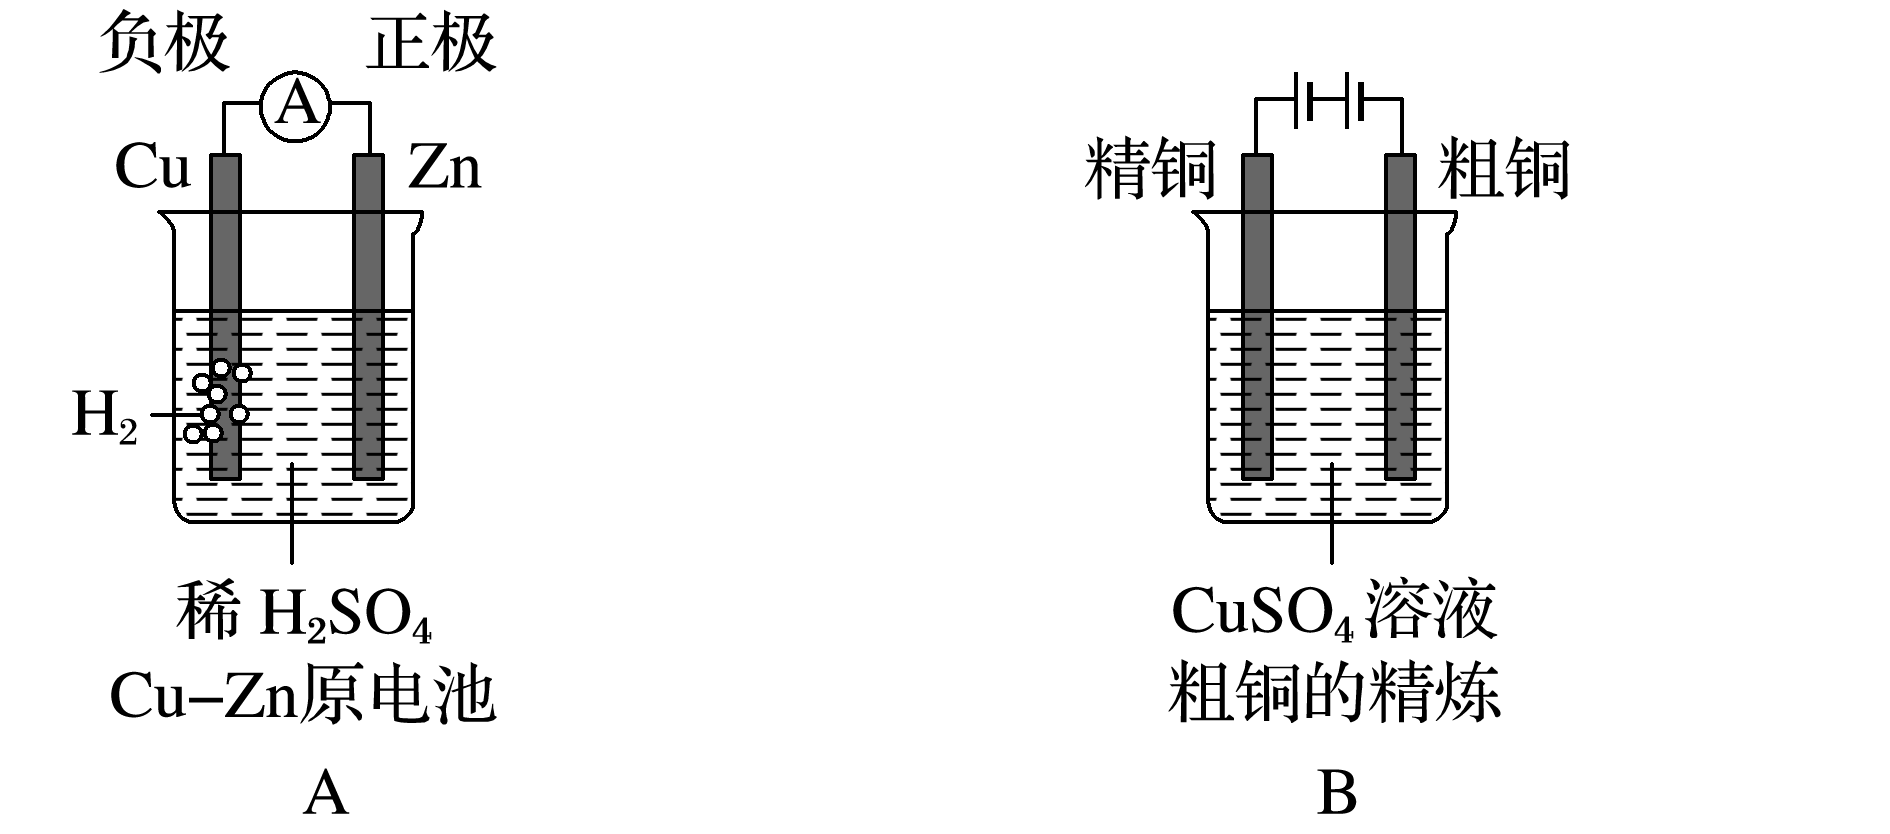 负极 正极
A
Cu Zn
H₂
稀 H₂SO₄
Cu–Zn原电池
A
精铜 粗铜
CuSO₄溶液
粗铜的精炼
B